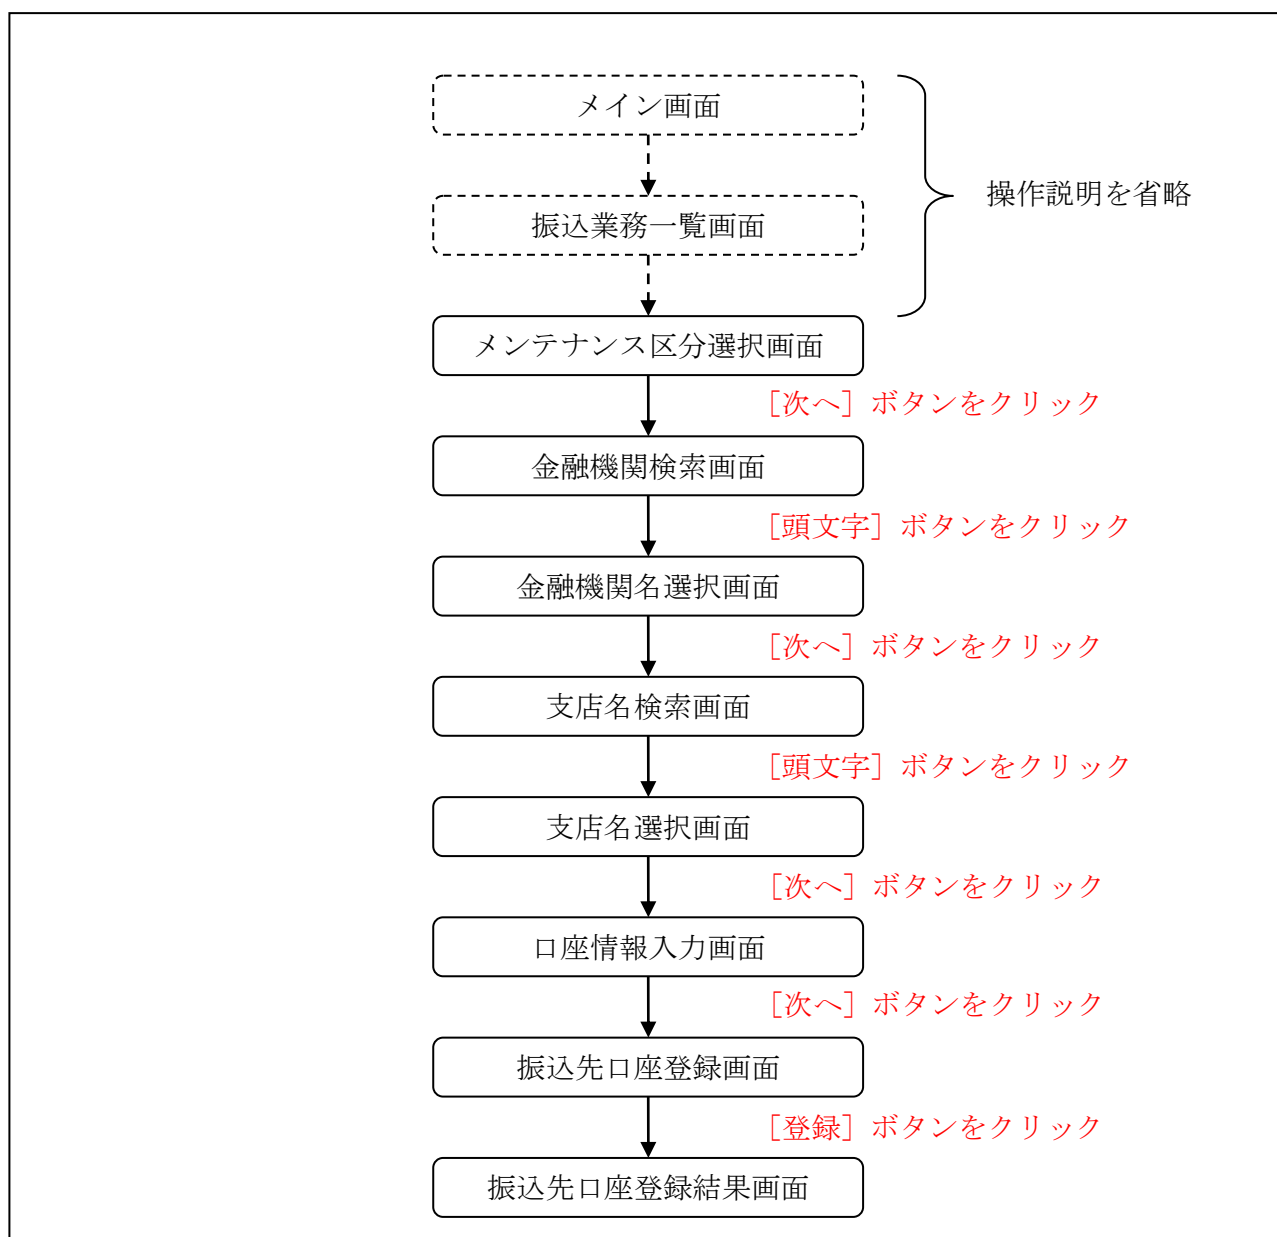 メイン画面
操作説明を省略
振込業務一覧画面
メンテナンス区分選択画面
［次へ］ボタンをクリック
金融機関検索画面
［頭文字］ボタンをクリック
金融機関名選択画面
［次へ］ボタンをクリック
支店名検索画面
［頭文字］ボタンをクリック
支店名選択画面
［次へ］ボタンをクリック
口座情報入力画面
［次へ］ボタンをクリック
振込先口座登録画面
［登録］ボタンをクリック
振込先口座登録結果画面